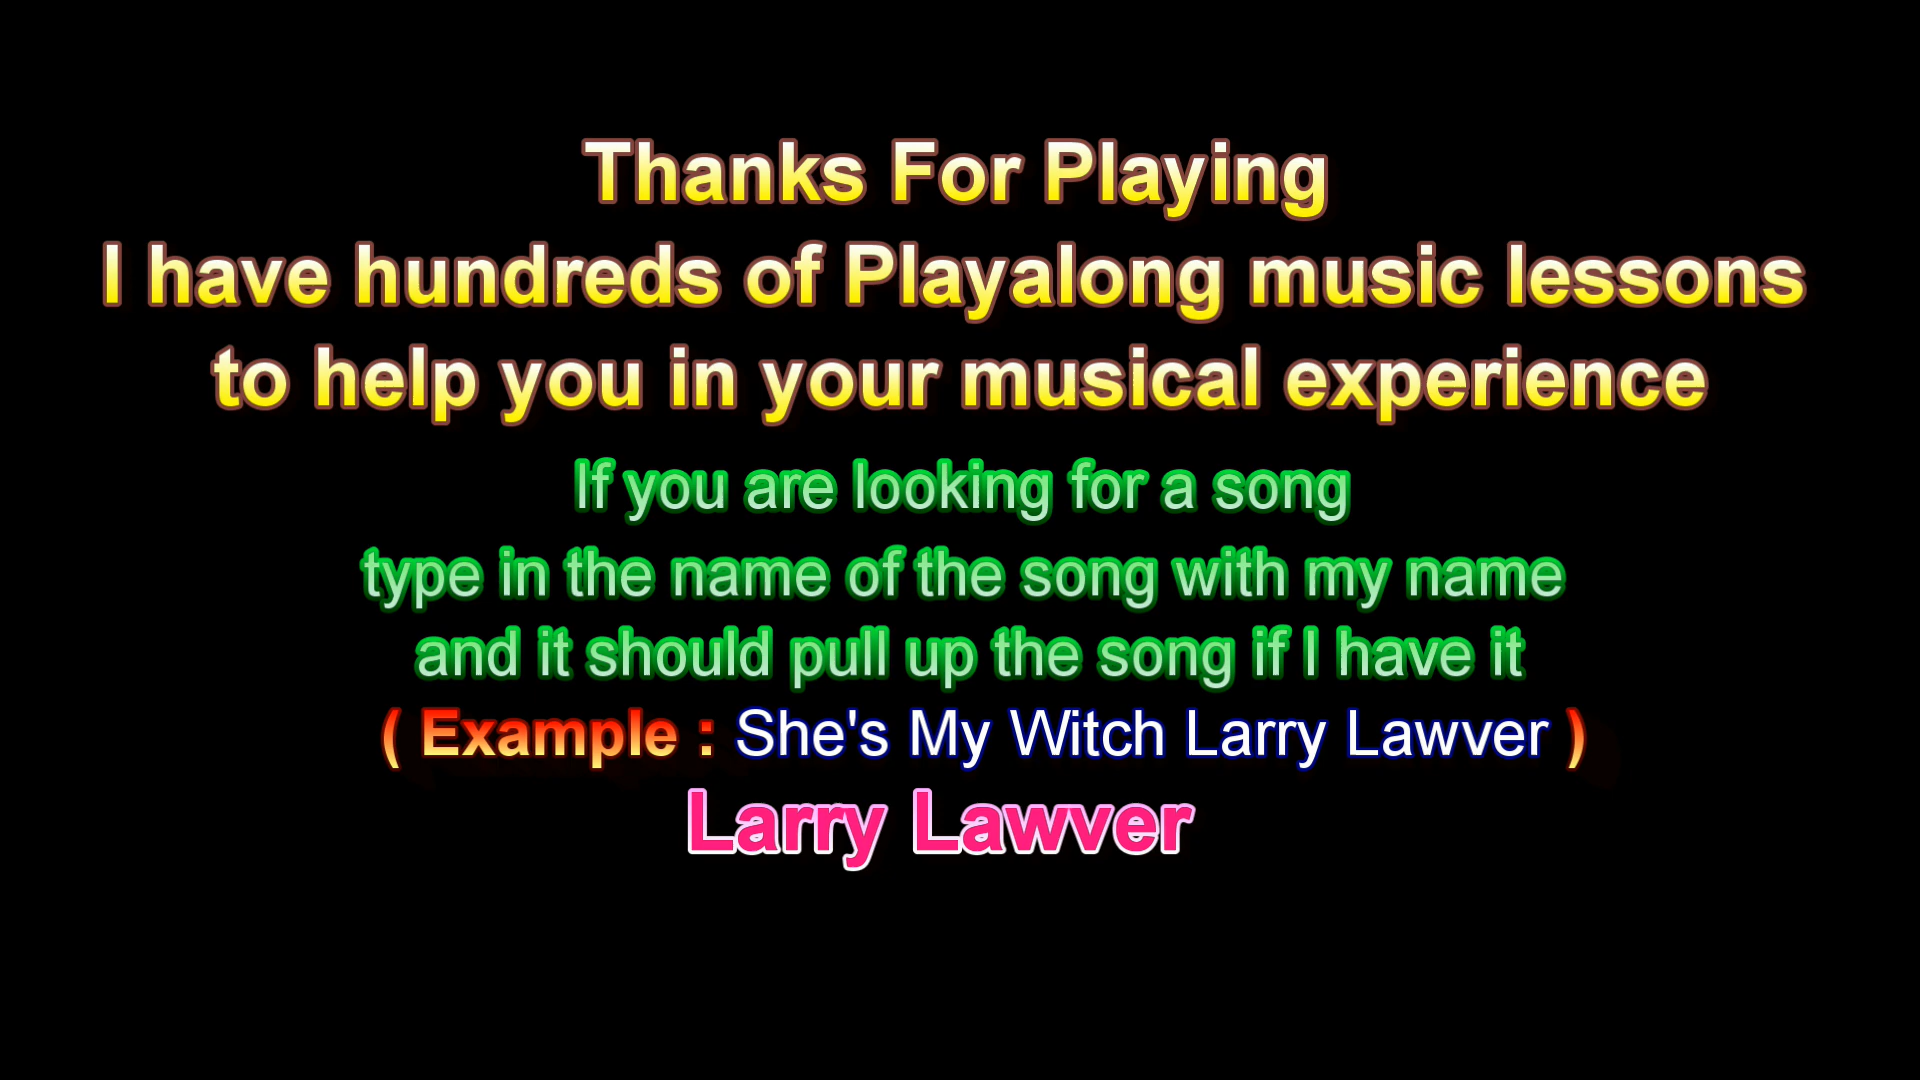 Thanks For Playing
I have hundreds of Playalong music lessons
to help you in your musical experience
If you are looking for a song
type in the name of the song with my name
and it should pull up the song if I have it
( Example : She's My Witch Larry Lawver )
Larry Lawver